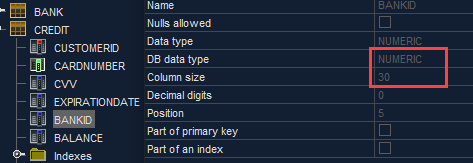 BANK
CREDIT
CUSTOMERID
CARDNUMBER
CVV
EXPIRATIONDATE
BANKID
BALANCE
Indexes
Name BANKID
Nulls allowed
Data type NUMERIC
DB data type NUMERIC
Column size 30
Decimal digits 0
Position 5
Part of primary key
Part of an index